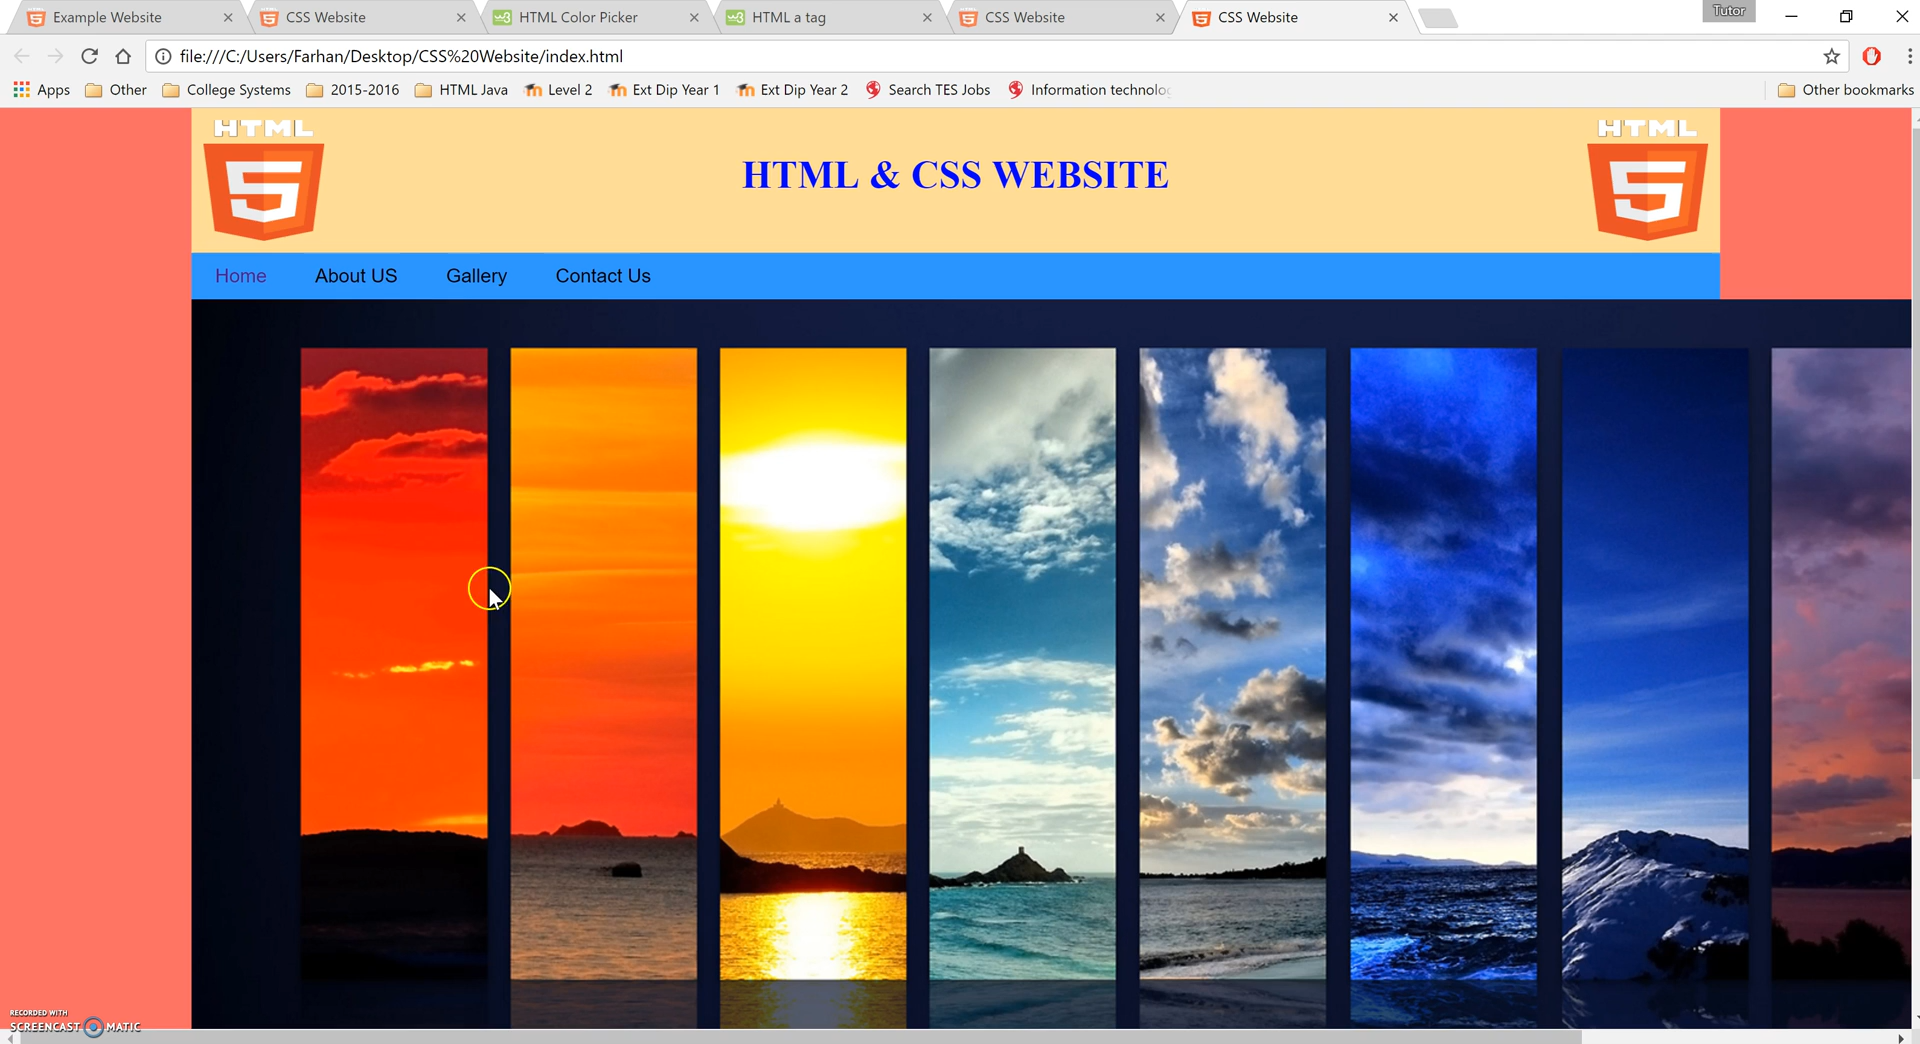 Example Website
CSS Website
HTML Color Picker
HTML a tag
CSS Website
CSS Website
Tutor
file:///C:/Users/Farhan/Desktop/CSS%20Website/index.html
Apps
Other
College Systems
2015-2016
HTML Java
Level 2
Ext Dip Year 1
Ext Dip Year 2
Search TES Jobs
Information technolo
Other bookmarks
HTML
5
HTML & CSS WEBSITE
HTML
5
Home
About US
Gallery
Contact Us
RECORDED WITH
SCREENCAST MATIC